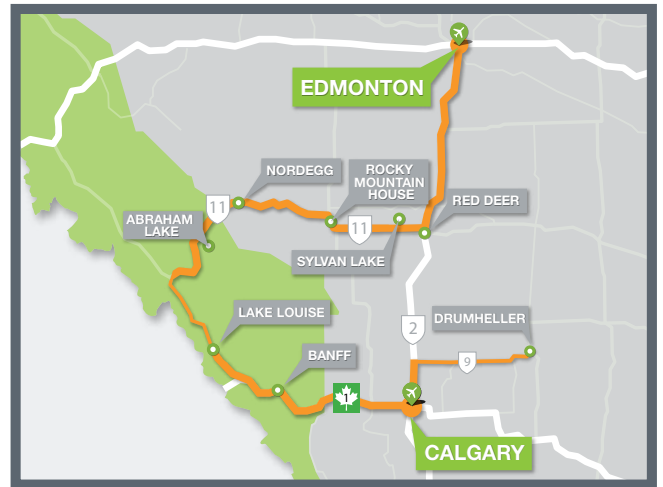 EDMONTON
NORDEGG
ROCKY
MOUNTAIN
HOUSE
11
RED DEER
ABRAHAM
LAKE
11
SYLVAN LAKE
LAKE LOUISE
DRUMHELLER
2
BANFF
9
1
CALGARY